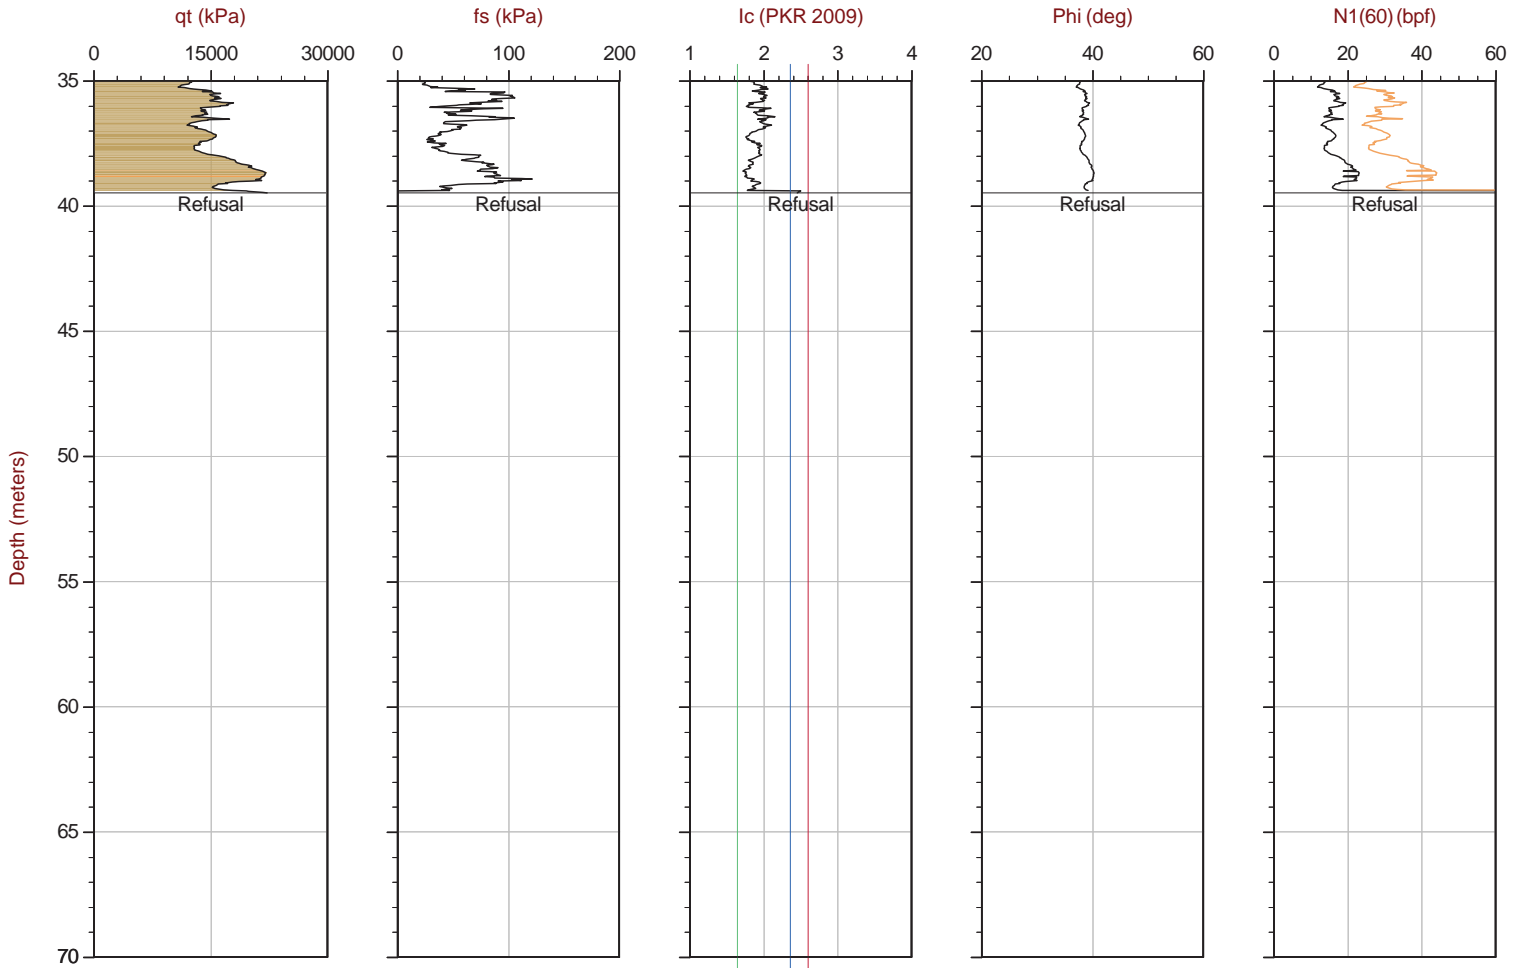 qt (kPa) fs (kPa) Ic (PKR 2009) Phi (deg) N1(60) (bpf)
0 15000 30000 0 100 200 1 2 3 4 20 40 60 0 20 40 60
35
Refusal Refusal Refusal Refusal Refusal
40
45
50
Depth (meters)
55
60
65
70